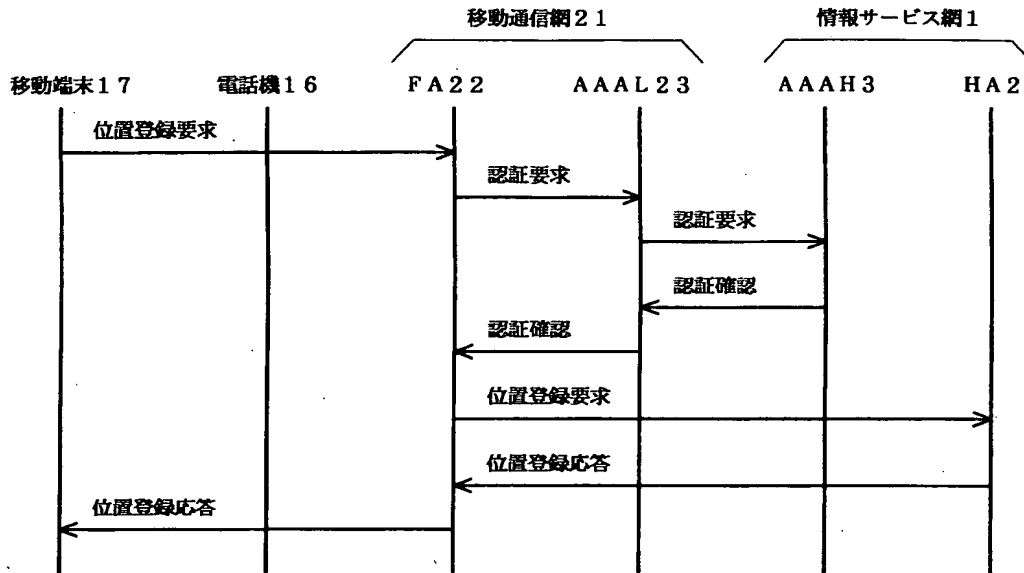 移動通信網２１
情報サービス網１
移動端末１７
電話機１６
ＦＡ２２
ＡＡＡＬ２３
ＡＡＡＨ３
ＨＡ２
位置登録要求
認証要求
認証要求
認証確認
認証確認
位置登録要求
位置登録応答
位置登録応答